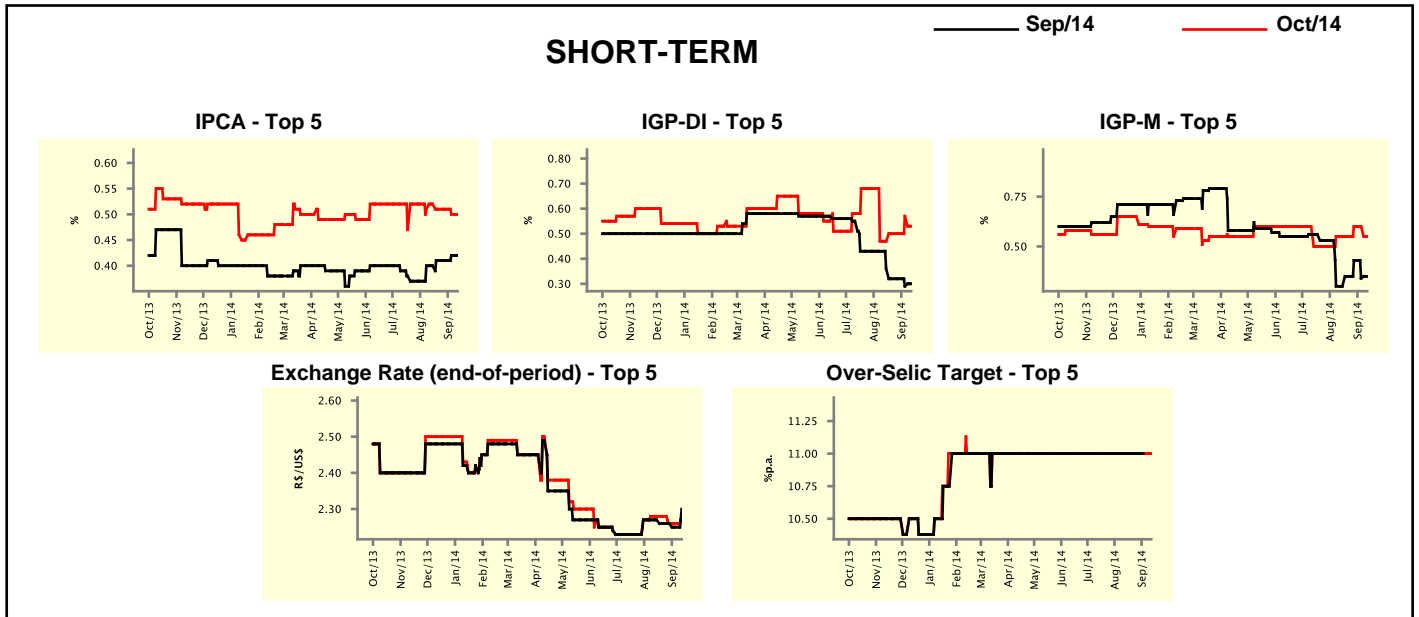 Sep/14
Oct/14
SHORT-TERM
IPCA - Top 5
IGP-DI - Top 5
IGP-M - Top 5
0.60
0.55
0.50
0.45
0.40
%
Oct/13 Nov/13 Dec/13 Jan/14 Feb/14 Mar/14 Apr/14 May/14 Jun/14 Jul/14 Aug/14 Sep/14
0.80
0.70
0.60
0.50
0.40
0.30
%
Oct/13 Nov/13 Dec/13 Jan/14 Feb/14 Mar/14 Apr/14 May/14 Jun/14 Jul/14 Aug/14 Sep/14
0.75
0.50
%
Oct/13 Nov/13 Dec/13 Jan/14 Feb/14 Mar/14 Apr/14 May/14 Jun/14 Jul/14 Aug/14 Sep/14
Exchange Rate (end-of-period) - Top 5
Over-Selic Target - Top 5
2.60
2.50
2.40
2.30
R$/US$
Oct/13 Nov/13 Dec/13 Jan/14 Feb/14 Mar/14 Apr/14 May/14 Jun/14 Jul/14 Aug/14 Sep/14
11.25
11.00
10.75
10.50
%p.a.
Oct/13 Nov/13 Dec/13 Jan/14 Feb/14 Mar/14 Apr/14 May/14 Jun/14 Jul/14 Aug/14 Sep/14